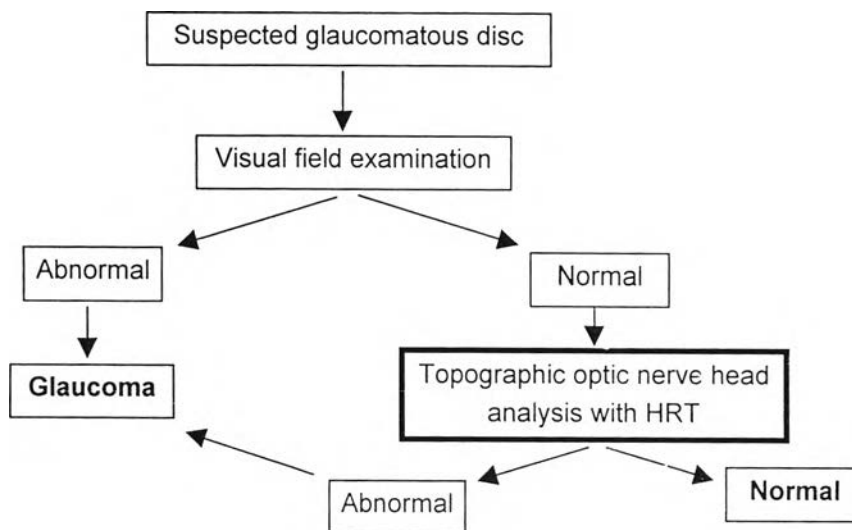 Suspected glaucomatous disc
Visual field examination
Abnormal
Normal
Glaucoma
Topographic optic nerve head
analysis with HRT
Abnormal
Normal